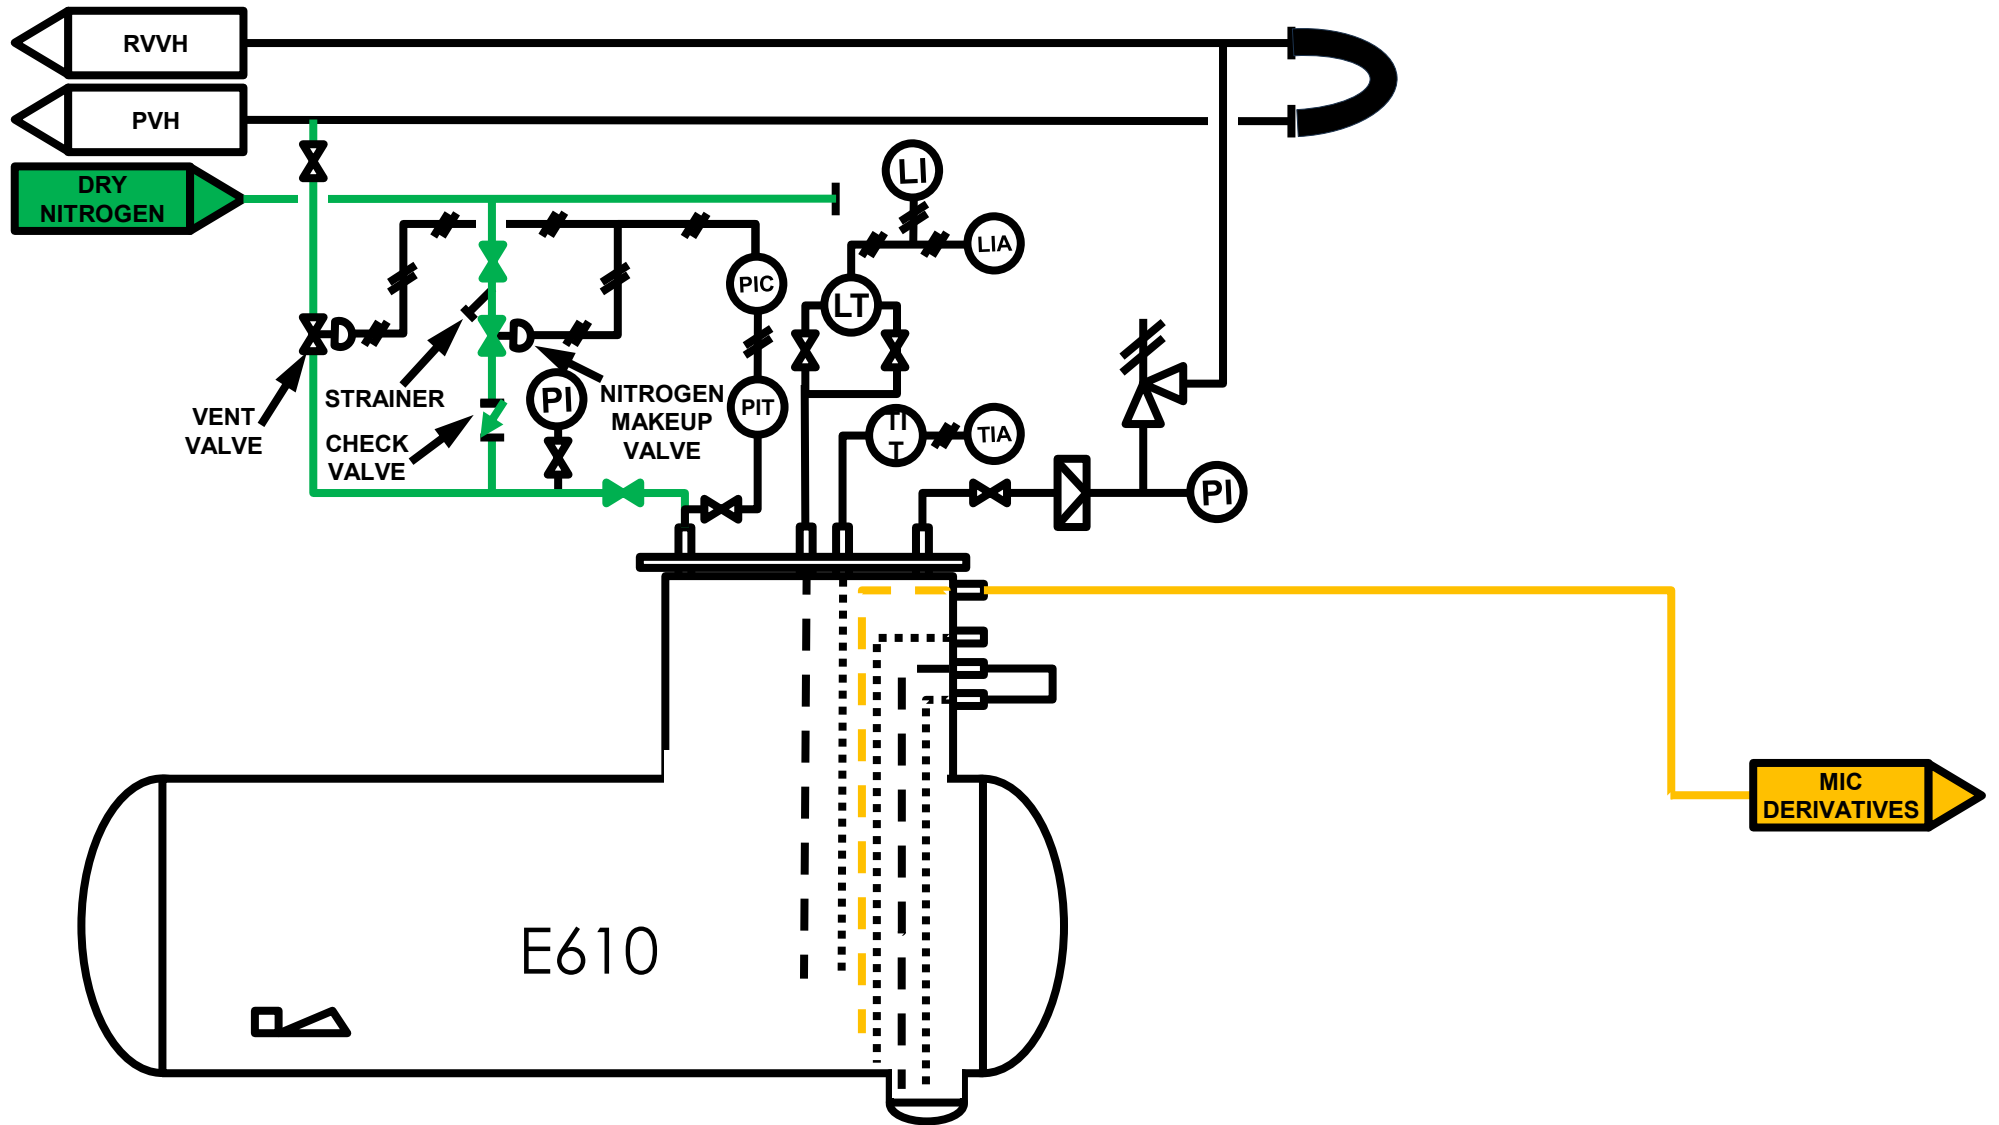 RVVH
PVH
DRY
NITROGEN
LI
LIA
PIC
LT
STRAINER
PI
NITROGEN
MAKEUP
VALVE
PIT
VENT
VALVE
CHECK
VALVE
TI
T
TIA
PI
MIC
DERIVATIVES
E610